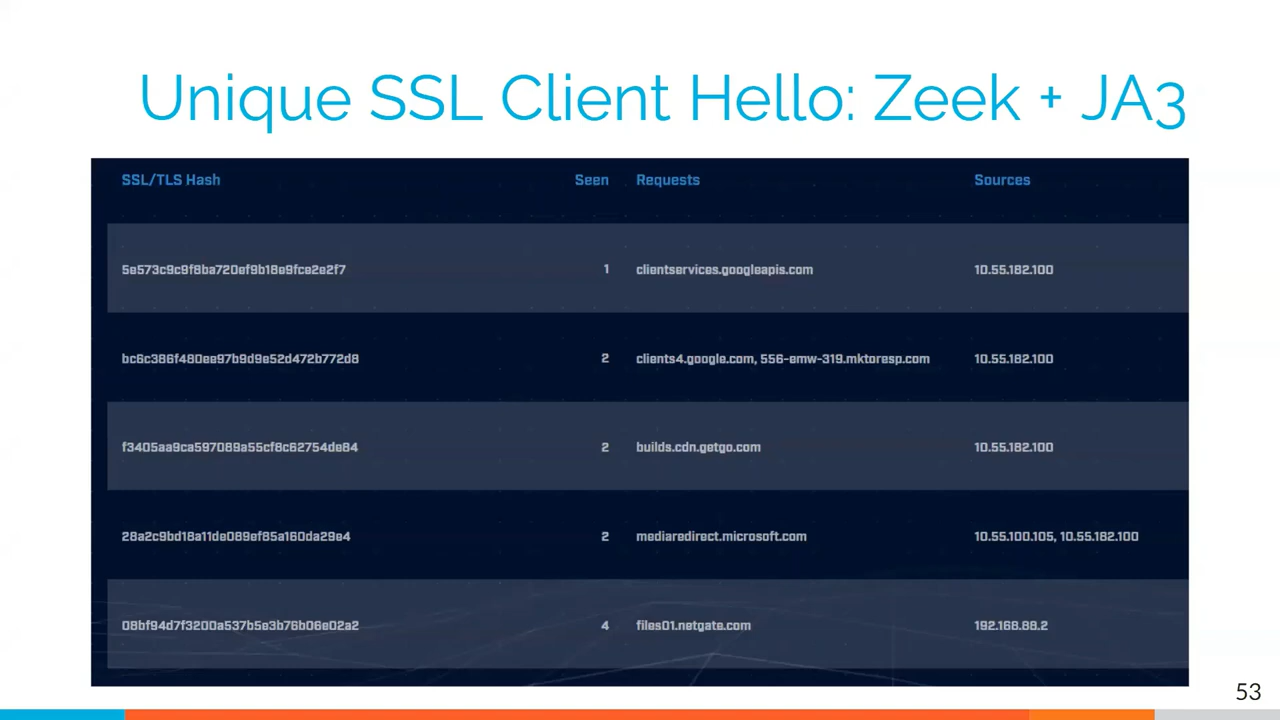 Unique SSL Client Hello: Zeek + JA3
SSL/TLS Hash Seen Requests Sources
5e573c9c9f8ba720ef9b18e9fce2e2f7 1 clientservices.googleapis.com 10.55.182.100
bc6c386f480ee97b9d9e52d472b772d8 2 clients4.google.com, 556-emw-319.mktoresp.com 10.55.182.100
f3405aa9ca597089a55cf8c62754de84 2 builds.cdn.getgo.com 10.55.182.100
28a2c9bd18a11de089ef85a160da29e4 2 mediaredirect.microsoft.com 10.55.100.105, 10.55.182.100
08bf94d7f3200a537b5e3b76b06e02a2 4 files01.netgate.com 192.168.88.2
53